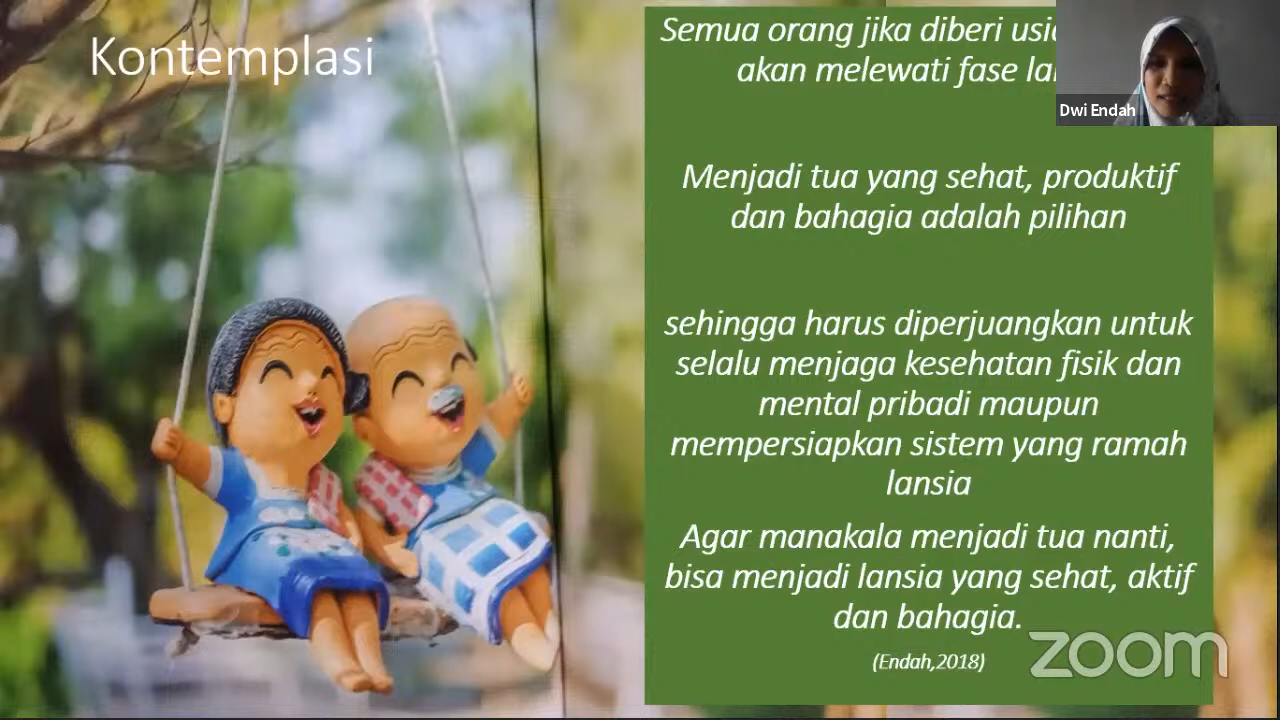 Kontemplasi
Semua orang jika diberi
akan melewati fase
Dwi Endah
Menjadi tua yang sehat, produktif
dan bahagia adalah pilihan
sehingga harus diperjuangkan untuk
selalu menjaga kesehatan fisik dan
mental pribadi maupun
mempersiapkan sistem yang ramah
lansia
Agar manakala menjadi tua nanti,
bisa menjadi lansia yang sehat, aktif
dan bahagia.
(Endah,2018)
zoom